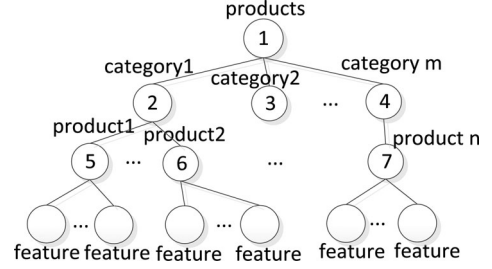 products
1
category1 category2 category m
2 3 ... 4
product1 product2 product n
5 ... 6 ... 7
... ... ...
feature feature feature feature feature feature